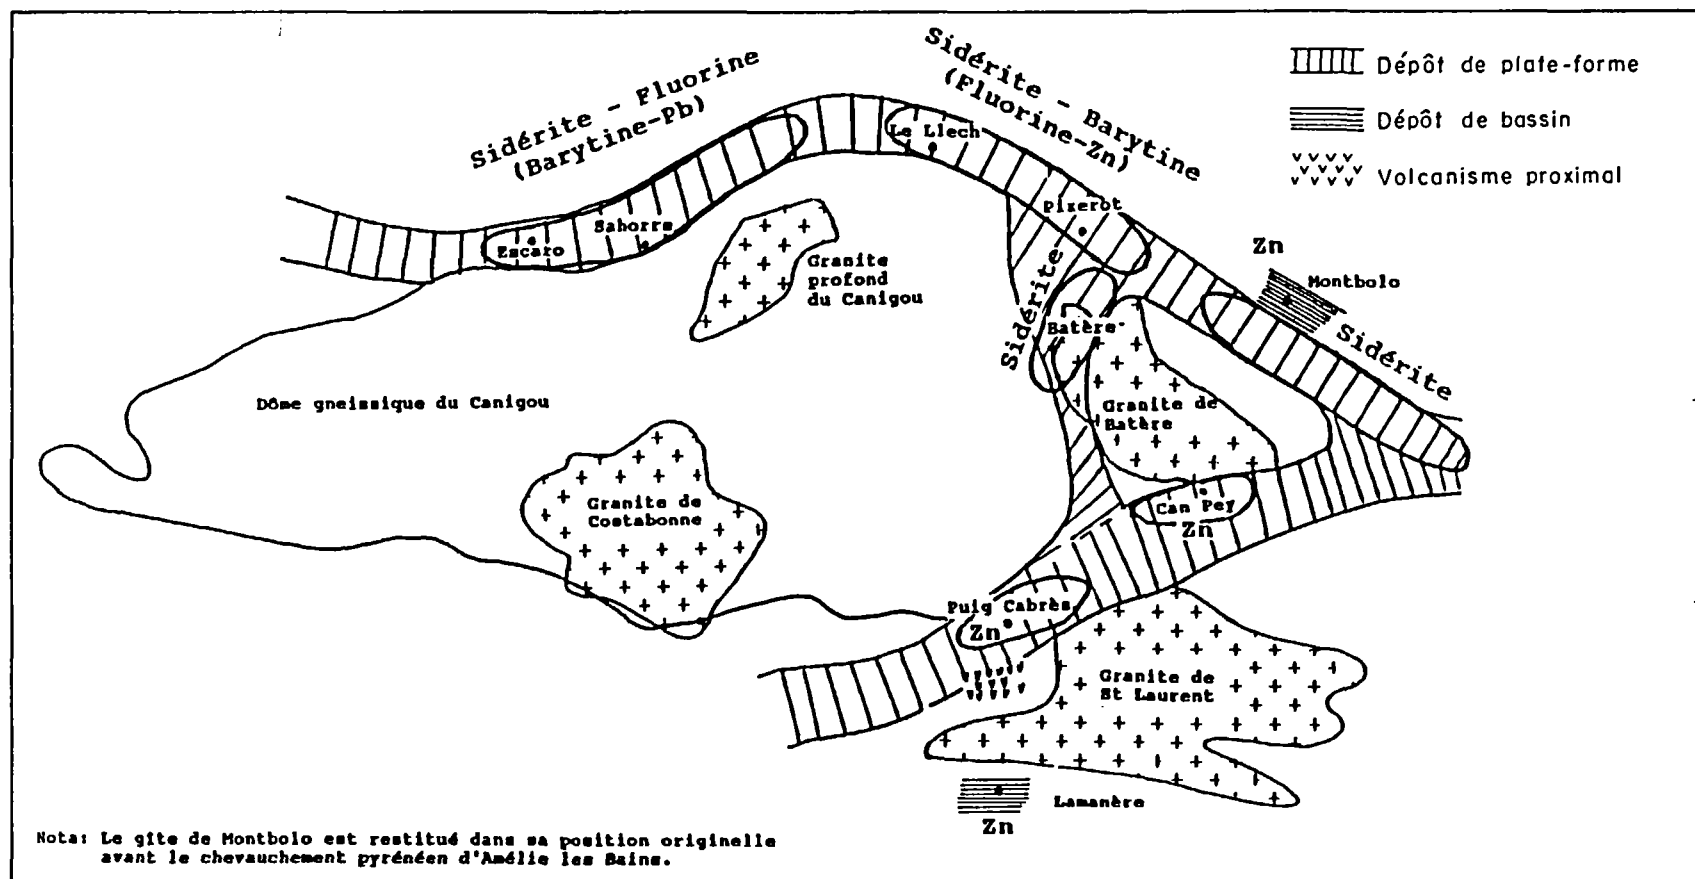 Sidérite - Fluorine
(Barytine-Pb)
Sidérite - Barytine
(Fluorine-Zn)
Dépôt de plate-forme
Dépôt de bassin
Volcanisme proximal
Le Llech
Pixerot
Sahorre
Escaro
Granite
profond
du Canigou
Sidérite
Zn
Montbolo
Sidérite
Batère
Dôme gneissique du Canigou
Granite de
Batère
Granite de
Costabonne
Can Pey
Zn
Puig Cabrès
Zn
Granite de
St Laurent
Lamanère
Zn
Nota: Le gîte de Montbolo est restitué dans sa position originelle
avant le chevauchement pyrénéen d'Amélie les Bains.